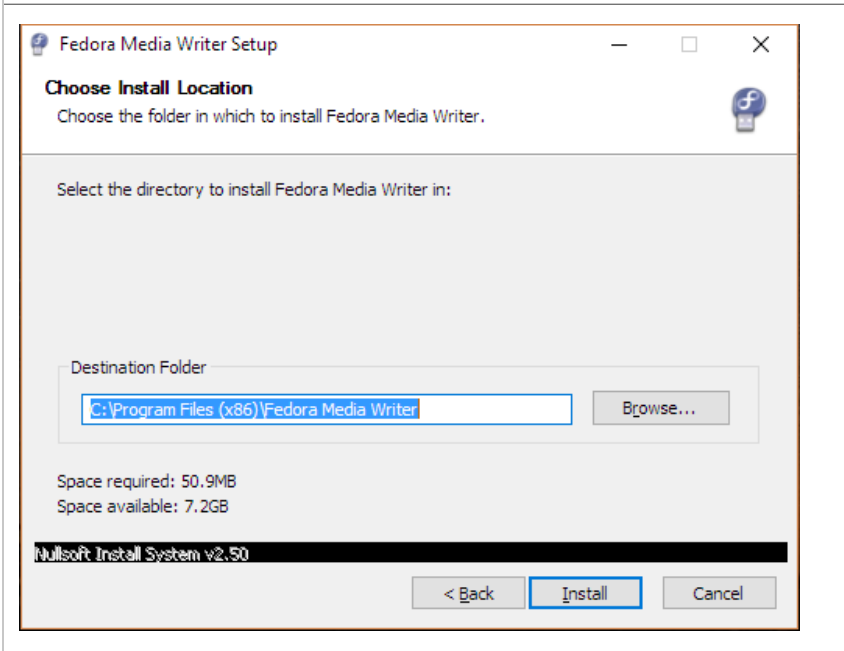 Fedora Media Writer Setup
Choose Install Location
Choose the folder in which to install Fedora Media Writer.
Select the directory to install Fedora Media Writer in:
Destination Folder
C:\Program Files (x86)\Fedora Media Writer
Browse...
Space required: 50.9MB
Space available: 7.2GB
Nullsoft Install System v2.50
< Back
Install
Cancel